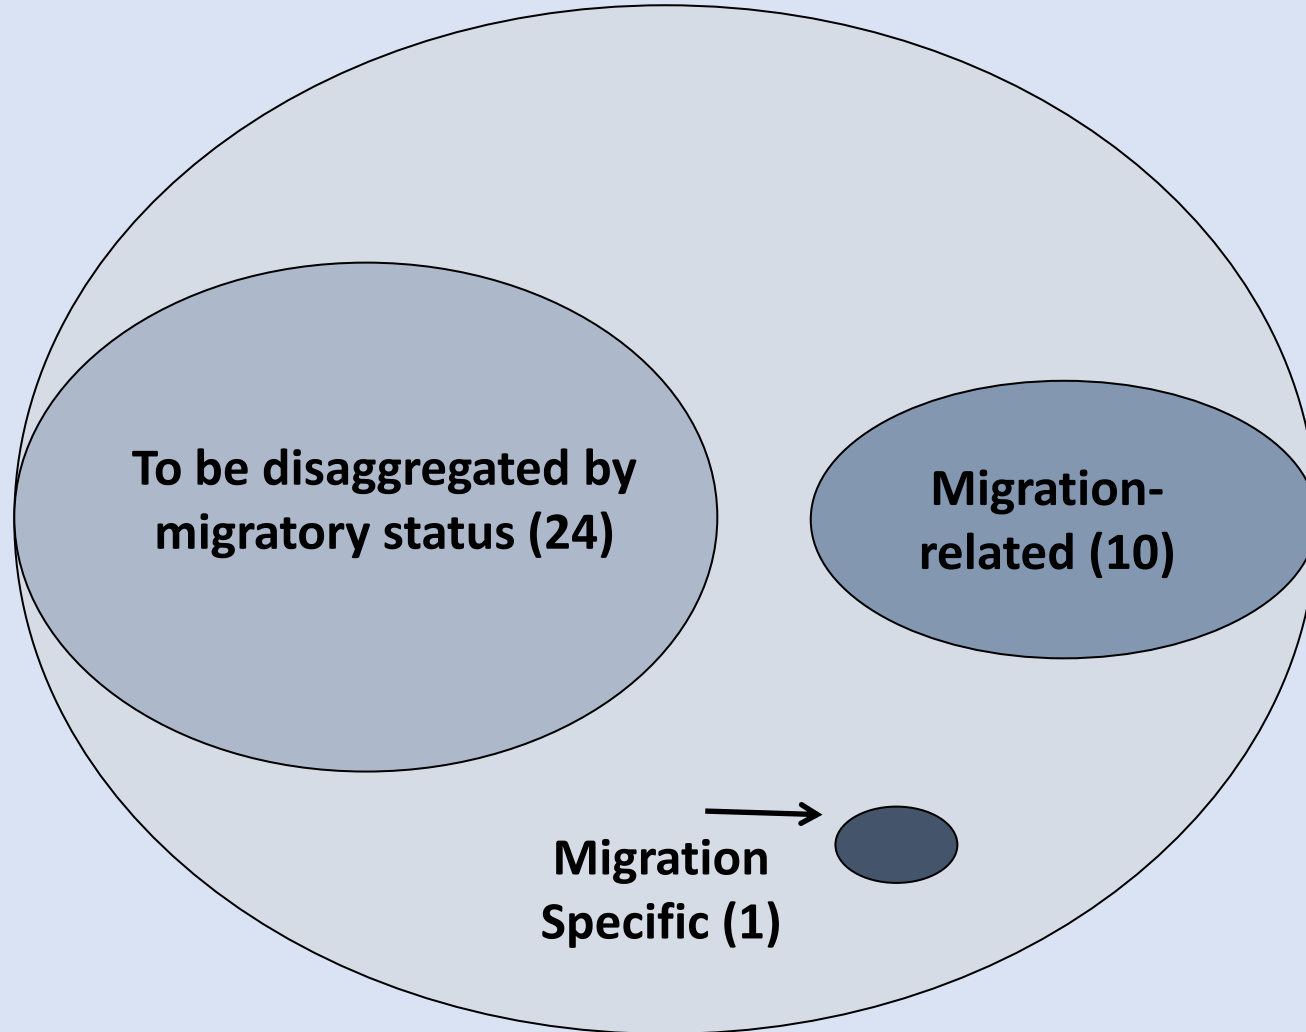 To be disaggregated by
migratory status (24)
Migration-
related (10)
Migration
Specific (1)